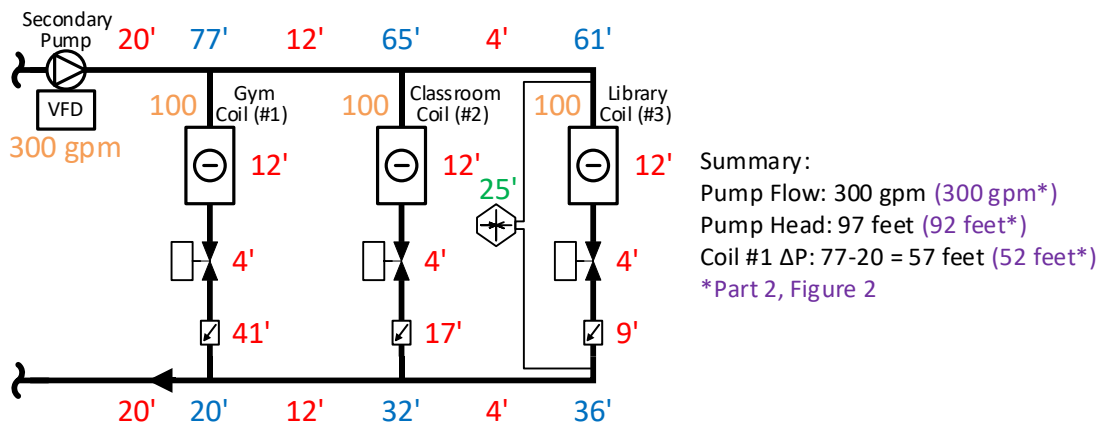 Secondary
Pump
20' 77' 12' 65' 4' 61'
VFD
300 gpm
100
Gym
Coil (#1)
100
Classroom
Coil (#2)
100
Library
Coil (#3)
12' 12' 12'
25'
4' 4' 4'
41' 17' 9'
20' 20' 12' 32' 4' 36'
Summary:
Pump Flow: 300 gpm (300 gpm*)
Pump Head: 97 feet (92 feet*)
Coil #1 ΔP: 77-20 = 57 feet (52 feet*)
*Part 2, Figure 2